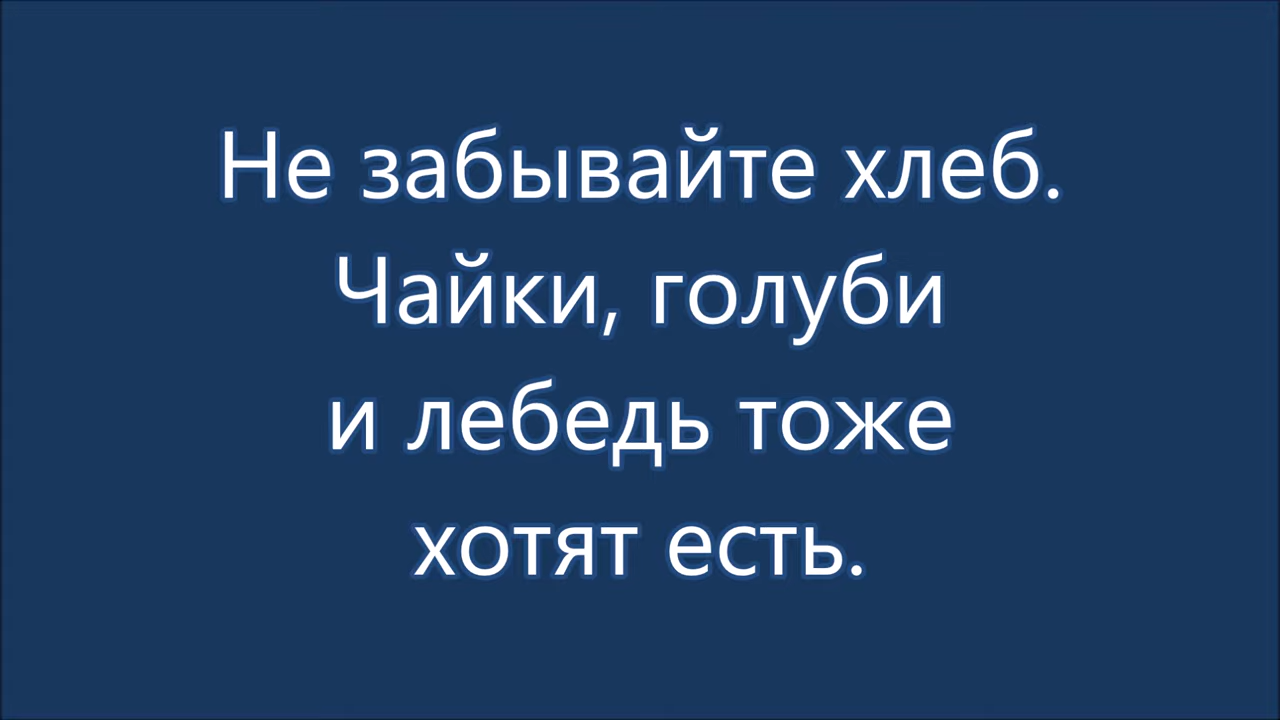 Не забывайте хлеб.
Чайки, голуби
и лебедь тоже
хотят есть.